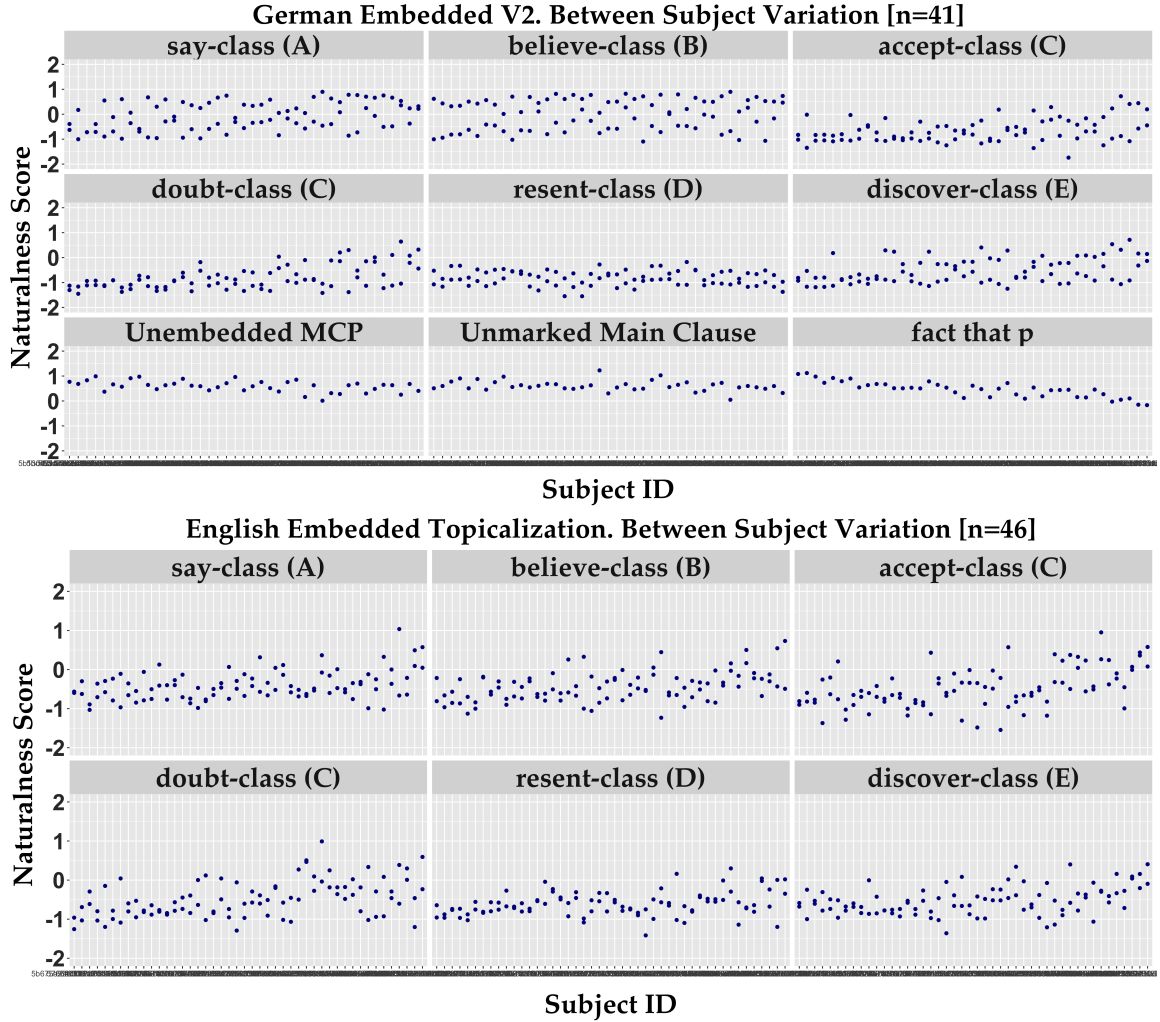 German Embedded V2. Between Subject Variation [n=41]
say-class (A) believe-class (B) accept-class (C)
2
1
0
-1
-2
doubt-class (C) resent-class (D) discover-class (E)
2
1
0
-1
-2
Naturalness Score
Unembedded MCP Unmarked Main Clause fact that p
2
1
0
-1
-2
Subject ID
English Embedded Topicalization. Between Subject Variation [n=46]
say-class (A) believe-class (B) accept-class (C)
2
1
0
-1
-2
Naturalness Score
doubt-class (C) resent-class (D) discover-class (E)
2
1
0
-1
-2
Subject ID